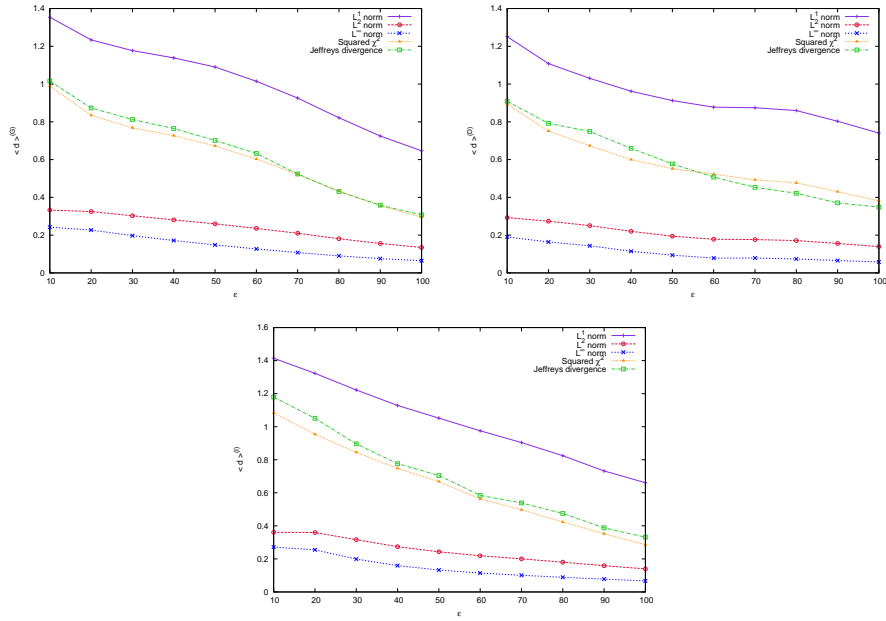 < d >^(G)
1.4
1.2
1
0.8
0.6
0.4
0.2
0
10 20 30 40 50 60 70 80 90 100
ε
L^1 norm
L^2 norm
L^∞ norm
Squared χ^2
Jeffreys divergence
< d >^(D)
1.4
1.2
1
0.8
0.6
0.4
0.2
0
10 20 30 40 50 60 70 80 90 100
ε
L^1 norm
L^2 norm
L^∞ norm
Squared χ^2
Jeffreys divergence
< d >^(I)
1.6
1.4
1.2
1
0.8
0.6
0.4
0.2
0
10 20 30 40 50 60 70 80 90 100
ε
L^1 norm
L^2 norm
L^∞ norm
Squared χ^2
Jeffreys divergence